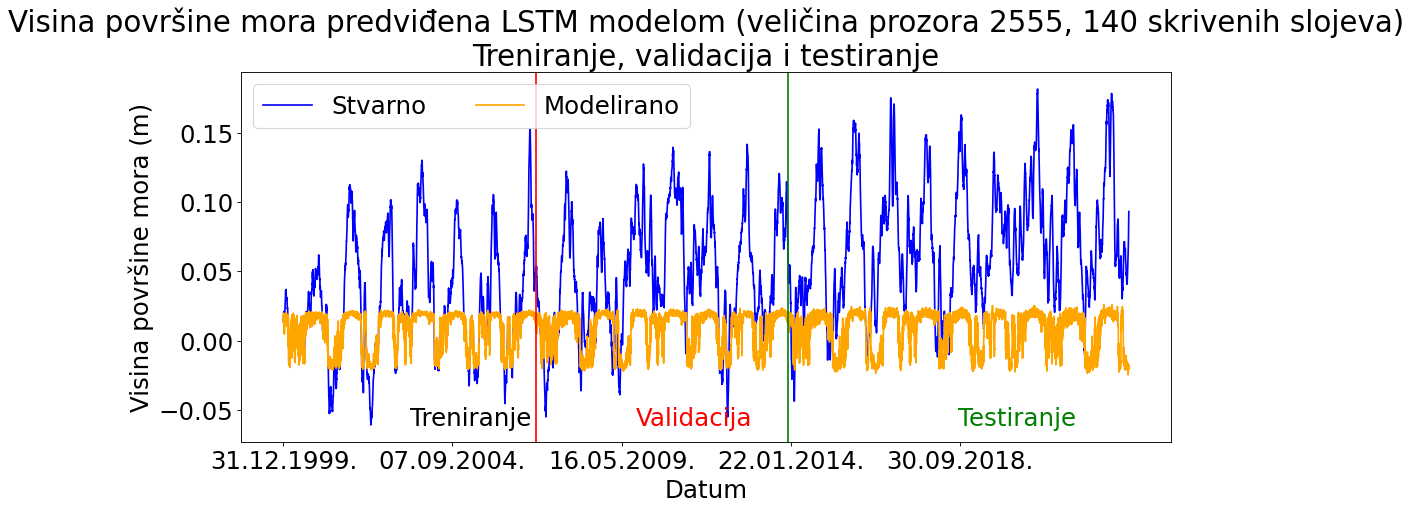 Visina površine mora predviđena LSTM modelom (veličina prozora 2555, 140 skrivenih slojeva)
Treniranje, validacija i testiranje
Stvarno
Modelirano
Visina površine mora (m)
0.15
0.10
0.05
0.00
−0.05
Treniranje
Validacija
Testiranje
31.12.1999.
07.09.2004.
16.05.2009.
22.01.2014.
30.09.2018.
Datum